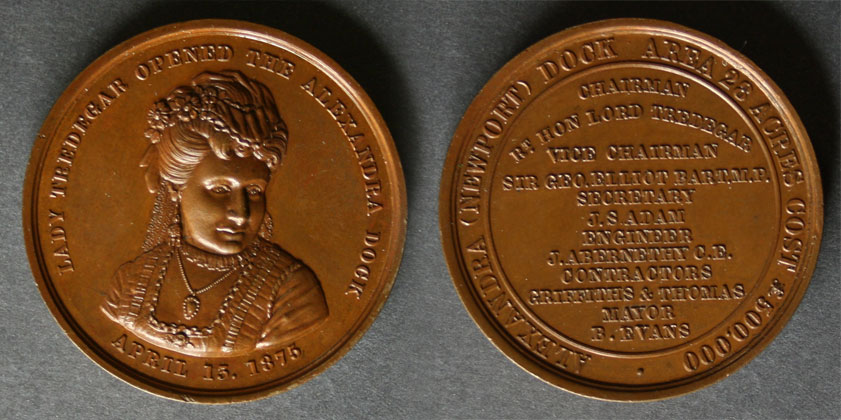 LADY TREDEGAR OPENED THE ALEXANDRA DOCK
APRIL 13. 1875
ALEXANDRA (NEWPORT) DOCK AREA 28 ACRES COST £500,000
CHAIRMAN
RT HON LORD TREDEGAR
VICE CHAIRMAN
SIR GEO. ELLIOT BART, M.P.
SECRETARY
J. S ADAM
ENGINEER
J. ABERNETHY C.E.
CONTRACTORS
GRIFFITHS & THOMAS
MAYOR
B. EVANS